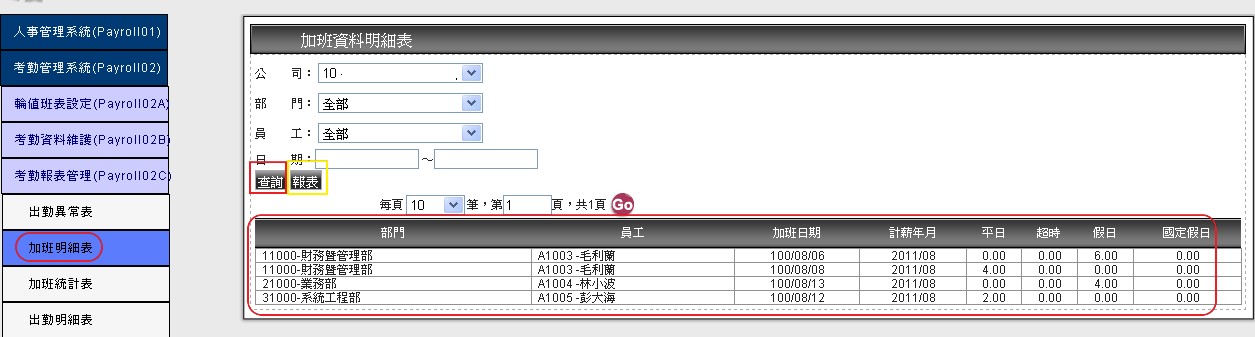 人事管理系統(Payroll01)
考勤管理系統(Payroll02)
輪值班表設定(Payroll02A)
考勤資料維護(Payroll02B)
考勤報表管理(Payroll02C)
出勤異常表
加班明細表
加班統計表
出勤明細表
加班資料明細表
公 司： 10
部 門： 全部
員 工： 全部
日 期： ～
查詢 報表
每頁 10 筆，第 1 頁，共1頁 Go
部門 員工 加班日期 計薪年月 平日 超時 假日 國定假日
11000-財務暨管理部 A1003 -毛利蘭 100/08/06 2011/08 0.00 0.00 6.00 0.00
11000-財務暨管理部 A1003 -毛利蘭 100/08/08 2011/08 4.00 0.00 0.00 0.00
21000-業務部 A1004 -林小波 100/08/13 2011/08 0.00 0.00 4.00 0.00
31000-系統工程部 A1005 -彭大海 100/08/12 2011/08 2.00 0.00 0.00 0.00